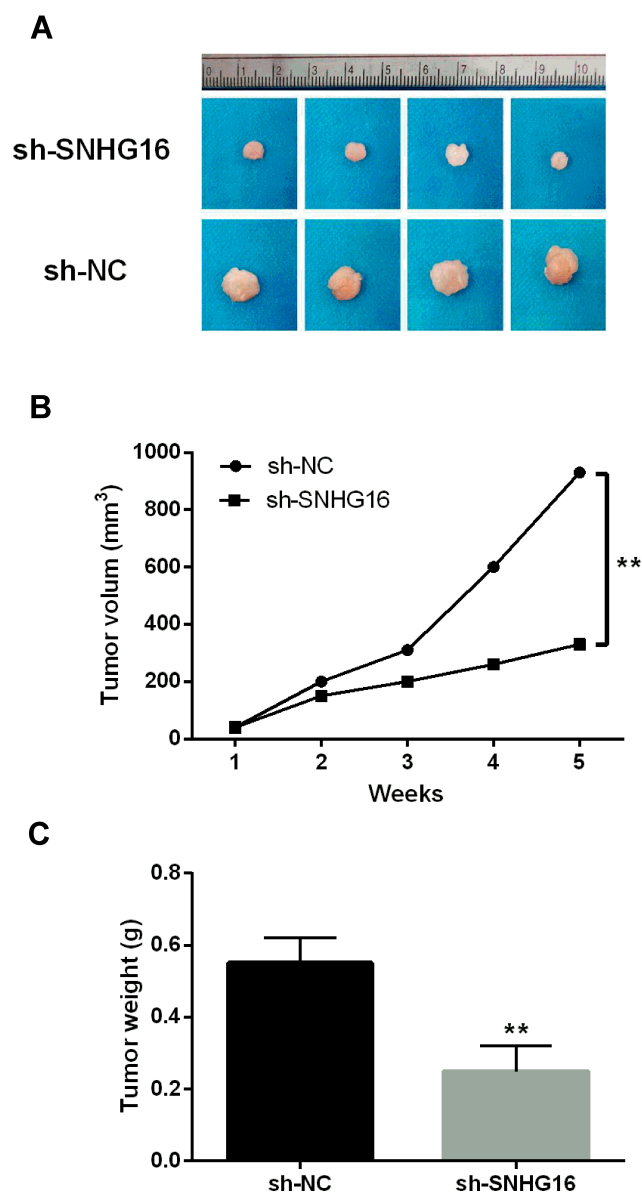 A
0 1 2 3 4 5 6 7 8 9 10
sh-SNHG16
sh-NC
B
1000
800
600
400
200
0
Tumor volum (mm³)
sh-NC
sh-SNHG16
**
1 2 3 4 5
Weeks
C
0.8
0.6
0.4
0.2
0.0
Tumor weight (g)
**
sh-NC sh-SNHG16